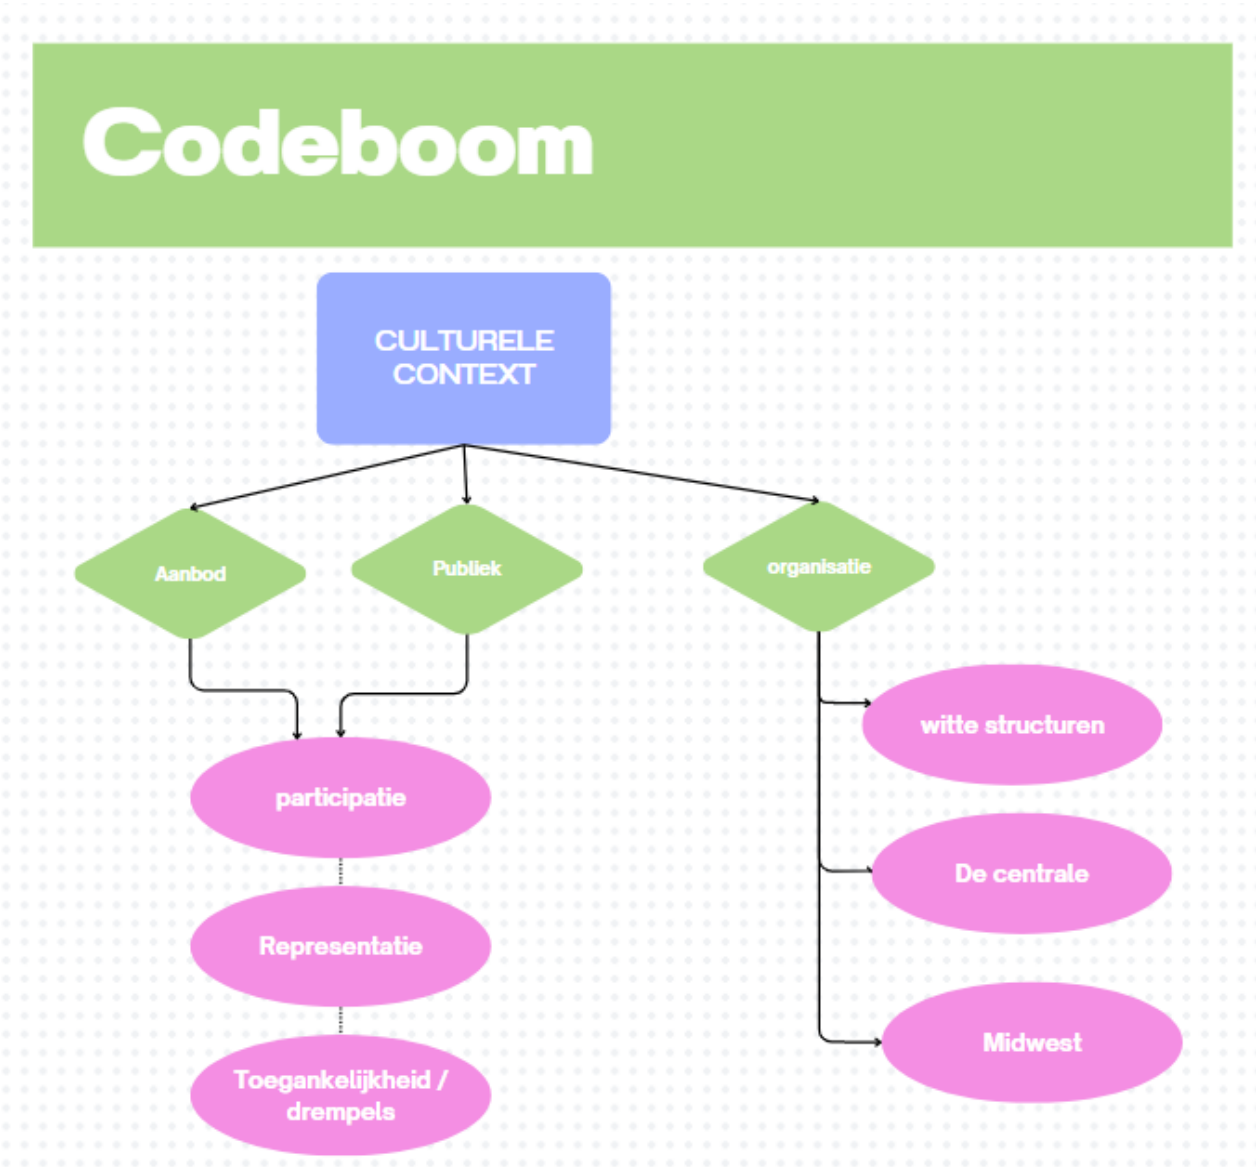 Codeboom
CULTURELE
CONTEXT
Aanbod
Publiek
organisatie
witte structuren
participatie
De centrale
Representatie
Midwest
Toegankelijkheid /
drempels